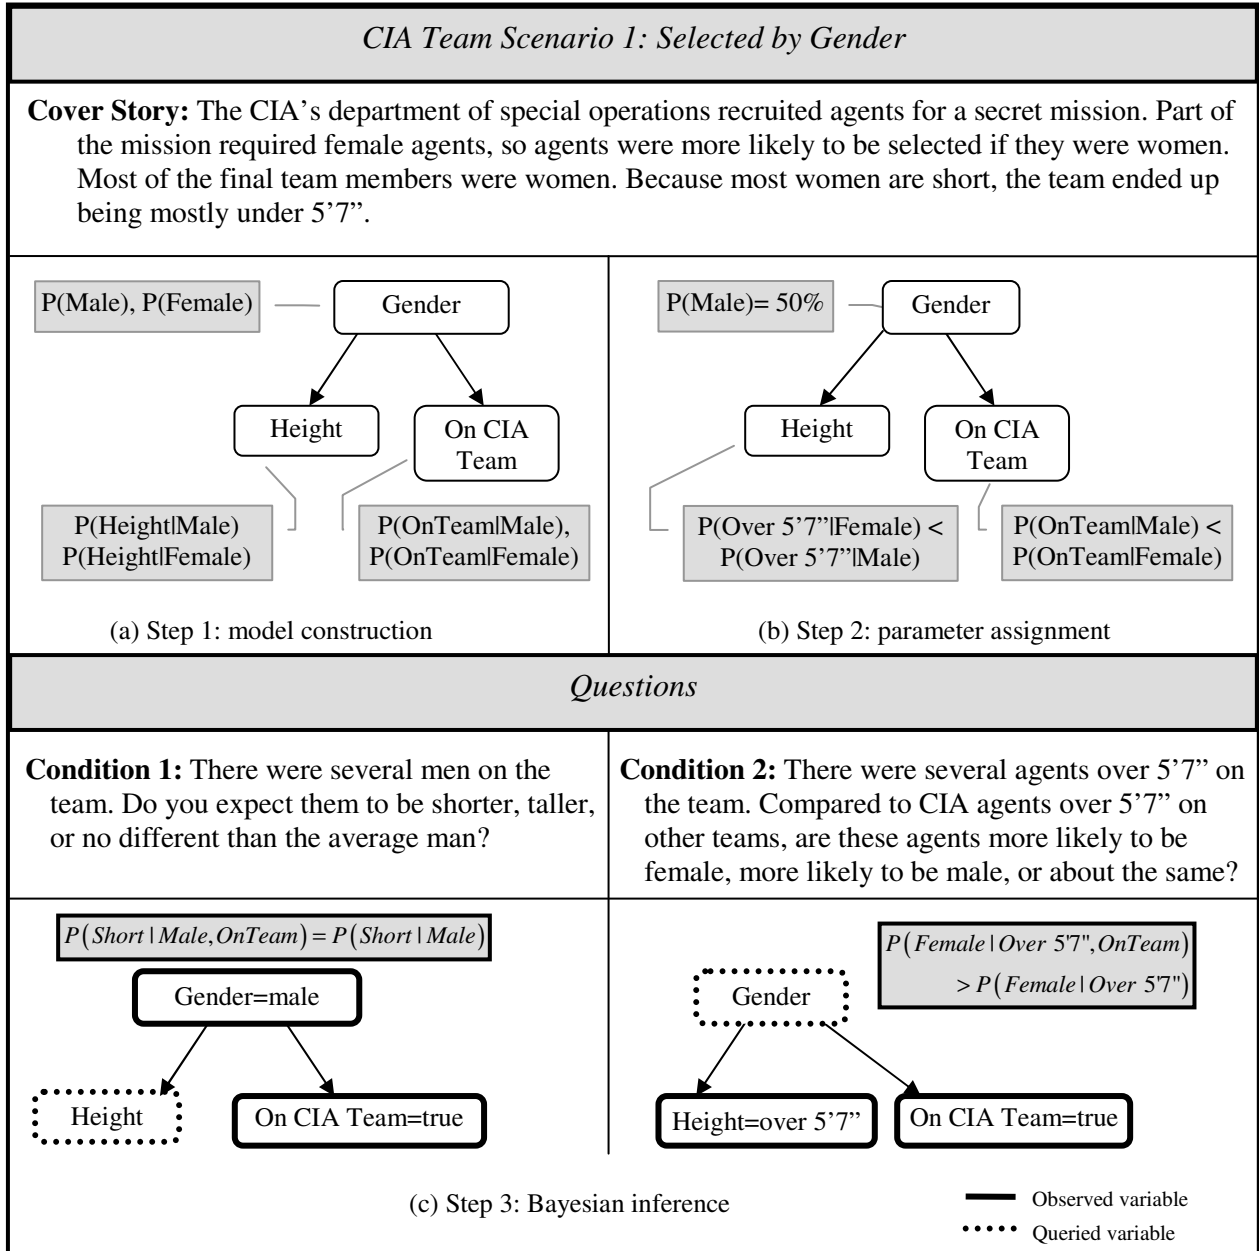 CIA Team Scenario 1: Selected by Gender
Cover Story: The CIA’s department of special operations recruited agents for a secret mission. Part of
the mission required female agents, so agents were more likely to be selected if they were women.
Most of the final team members were women. Because most women are short, the team ended up
being mostly under 5’7”.
P(Male), P(Female)
Gender
Height
On CIA
Team
P(Height|Male)
P(Height|Female)
P(OnTeam|Male),
P(OnTeam|Female)
(a) Step 1: model construction
P(Male)= 50%
Gender
Height
On CIA
Team
P(Over 5’7”|Female) <
P(Over 5’7”|Male)
P(OnTeam|Male) <
P(OnTeam|Female)
(b) Step 2: parameter assignment
Questions
Condition 1: There were several men on the
team. Do you expect them to be shorter, taller,
or no different than the average man?
Condition 2: There were several agents over 5’7” on
the team. Compared to CIA agents over 5’7” on
other teams, are these agents more likely to be
female, more likely to be male, or about the same?
P(Short | Male, OnTeam) = P(Short | Male)
Gender=male
Height
On CIA Team=true
P(Female | Over 5'7", OnTeam)
> P(Female | Over 5'7")
Gender
Height=over 5’7”
On CIA Team=true
(c) Step 3: Bayesian inference
Observed variable
Queried variable